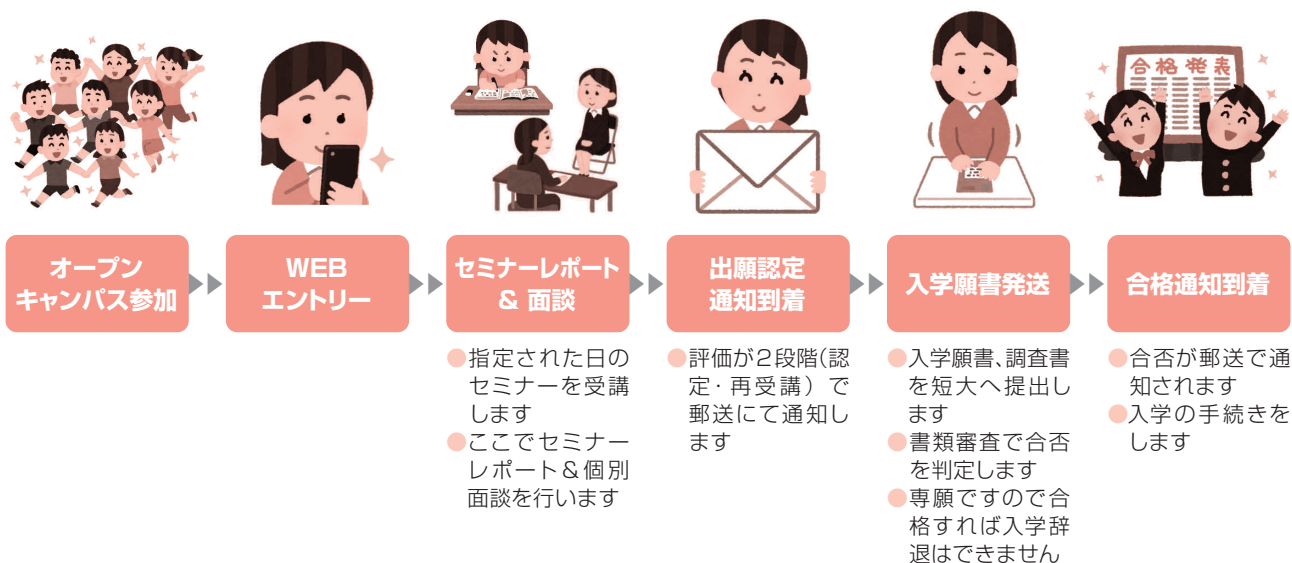 合格発表
オープン
キャンパス参加
WEB
エントリー
セミナーレポート
& 面談
出願認定
通知到着
入学願書発送
合格通知到着
●指定された日の
セミナーを受講
します
●ここでセミナー
レポート&個別
面談を行います
●評価が2段階(認
定・再受講)で
郵送にて通知し
ます
●入学願書、調査書
を短大へ提出し
ます
●書類審査で合否
を判定します
●専願ですので合
格すれば入学辞
退はできません
●合否が郵送で通
知されます
●入学の手続きを
します